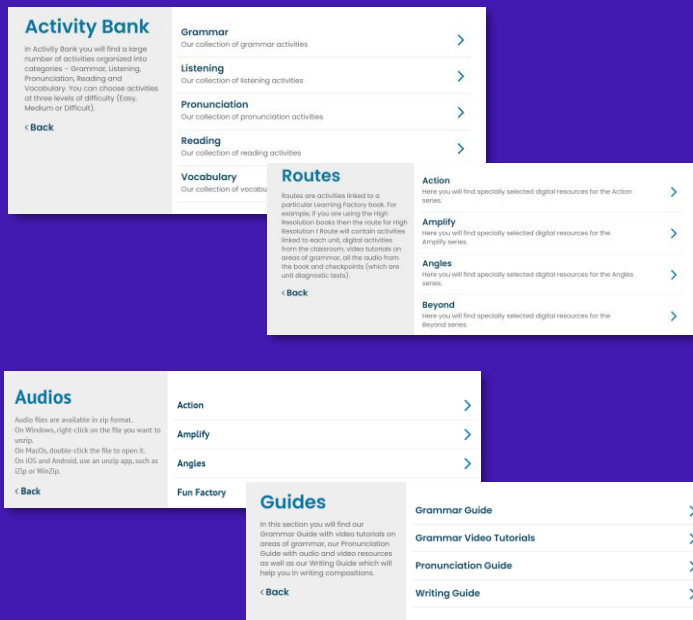 Activity Bank
In Activity Bank you will find a large
number of activities organized into
categories – Grammar, Listening,
Pronunciation, Reading and
Vocabulary. You can choose activities
at three levels of difficulty (Easy,
Medium or Difficult).
< Back
Grammar
Our collection of grammar activities
Listening
Our collection of listening activities
Pronunciation
Our collection of pronunciation activities
Reading
Our collection of reading activities
Vocabulary
Our collection of vocabu
Routes
Routes are activities linked to a
particular Learning Factory book. For
example, if you are using the High
Resolution books then the route for High
Resolution 1 Route will contain activities
linked to each unit, digital activities
from the classroom, video tutorials on
areas of grammar, all the audio from
the book and checkpoints (which are
unit diagnostic tests).
< Back
Action
Here you will find specially selected digital resources for the Action
series.
Amplify
Here you will find specially selected digital resources for the
Amplify series.
Angles
Here you will find specially selected digital resources for the Angles
series.
Beyond
Here you will find specially selected digital resources for the
Beyond series.
Audios
Audio files are available in zip format.
On Windows, right-click on the file you want to
unzip.
On MacOs, double-click the file to open it.
On iOS and Android, use an unzip app, such as
iZip or WinZip.
< Back
Action
Amplify
Angles
Fun Factory
Guides
In this section you will find our
Grammar Guide with video tutorials on
areas of grammar, our Pronunciation
Guide with audio and video resources
as well as our Writing Guide which will
help you in writing compositions.
< Back
Grammar Guide
Grammar Video Tutorials
Pronunciation Guide
Writing Guide